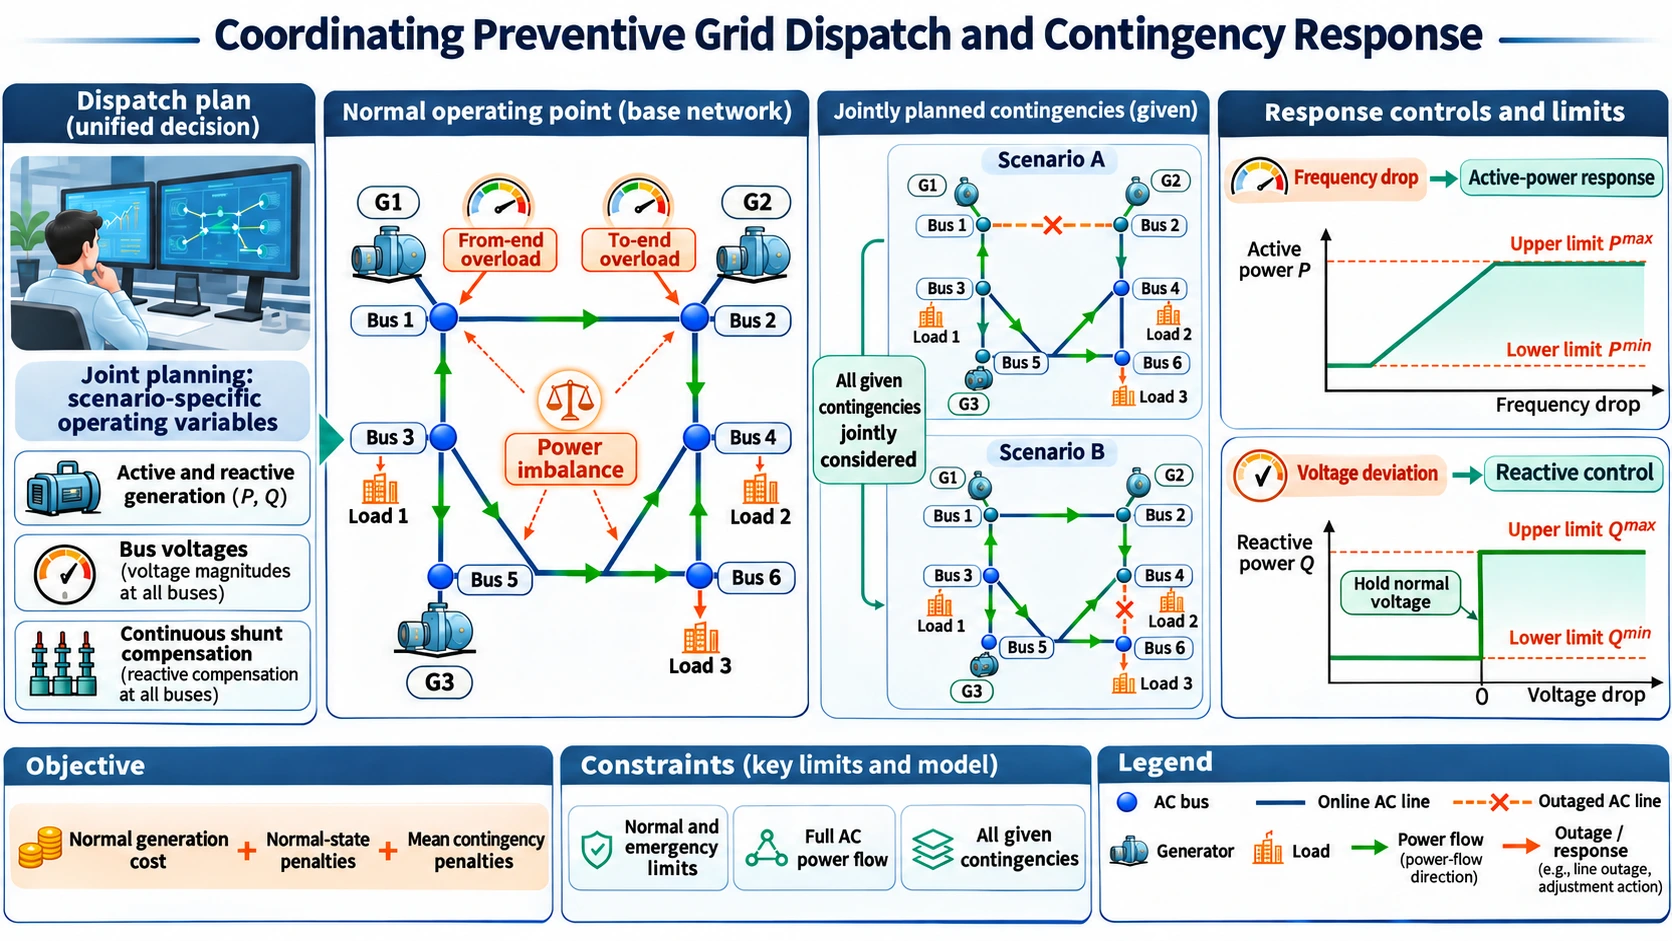 Coordinating Preventive Grid Dispatch and Contingency Response
Dispatch plan
(unified decision)
Joint planning:
scenario-specific
operating variables
Active and reactive
generation (P, Q)
Bus voltages
(voltage magnitudes
at all buses)
Continuous shunt
compensation
(reactive compensation
at all buses)
Normal operating point (base network)
G1
G2
From-end
overload
To-end
overload
Bus 1
Bus 2
Power
imbalance
Bus 3
Bus 4
Load 1
Load 2
Bus 5
Bus 6
Load 3
G3
Jointly planned contingencies (given)
All given
contingencies
jointly
considered
Scenario A
G1
G2
Bus 1
Bus 2
Bus 3
Bus 4
Load 1
Load 2
Bus 5
Bus 6
G3
Load 3
Scenario B
G1
G2
Bus 1
Bus 2
Bus 3
Bus 4
Load 1
Load 2
Bus 5
Bus 6
G3
Load 3
Response controls and limits
Frequency drop
Active-power response
Active
power P
Upper limit P^max
Lower limit P^min
Frequency drop
Voltage deviation
Reactive control
Reactive
power Q
Upper limit Q^max
Hold normal
voltage
Lower limit Q^min
0
Voltage drop
Objective
Normal generation
cost
+
Normal-state
penalties
+
Mean contingency
penalties
Constraints (key limits and model)
Normal and
emergency
limits
Full AC
power flow
All given
contingencies
Legend
AC bus
Online AC line
Outaged AC line
Generator
Load
Power flow
(power-flow
direction)
Outage /
response
(e.g., line outage,
adjustment action)